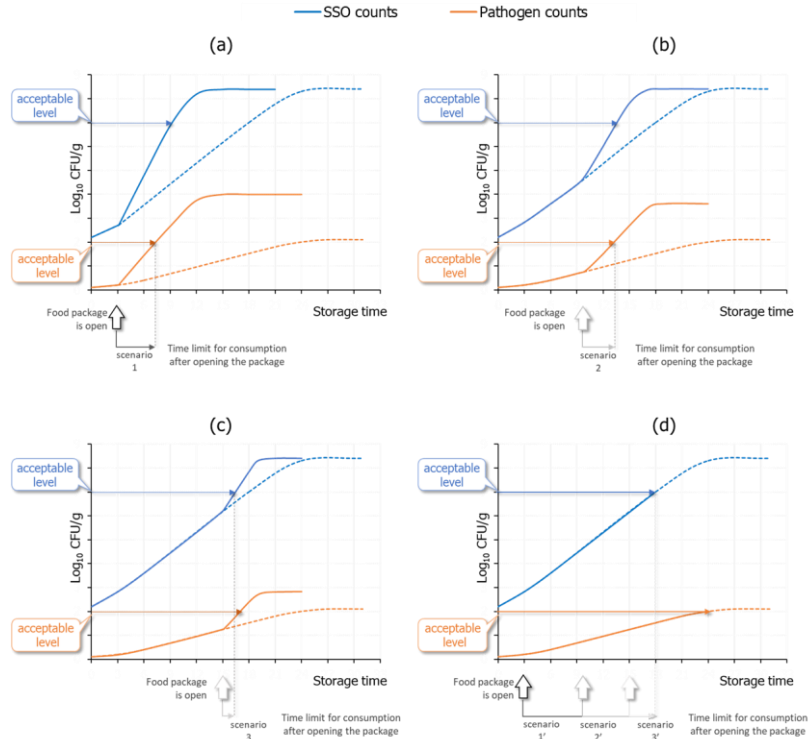 SSO counts
Pathogen counts
(a)
acceptable
level
Log10 CFU/g
acceptable
level
Food package
is open
Storage time
scenario
1
Time limit for consumption
after opening the package
(b)
acceptable
level
Log10 CFU/g
acceptable
level
Food package
is open
Storage time
scenario
2
Time limit for consumption
after opening the package
(c)
acceptable
level
Log10 CFU/g
acceptable
level
Food package
is open
Storage time
scenario
3
Time limit for consumption
after opening the package
(d)
acceptable
level
Log10 CFU/g
acceptable
level
Food package
is open
Storage time
scenario
1'
scenario
2'
scenario
3'
Time limit for consumption
after opening the package